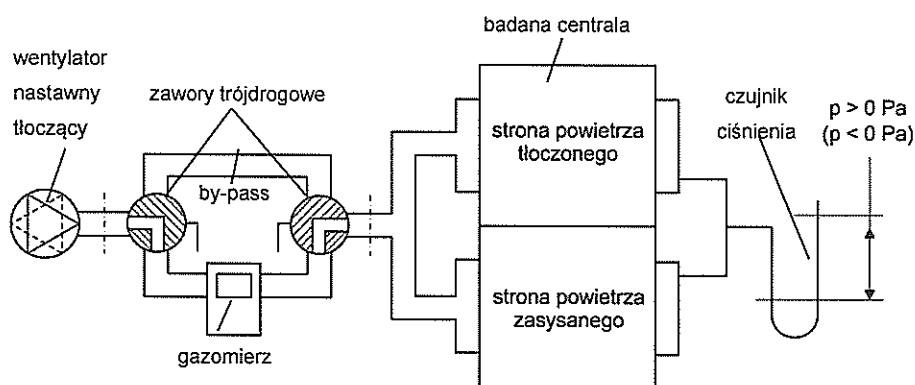 badana centrala
wentylator
nastawny
tłoczący
zawory trójdrogowe
by-pass
gazomierz
strona powietrza
tłoczonego
strona powietrza
zasysanego
czujnik
ciśnienia
p > 0 Pa
(p < 0 Pa)